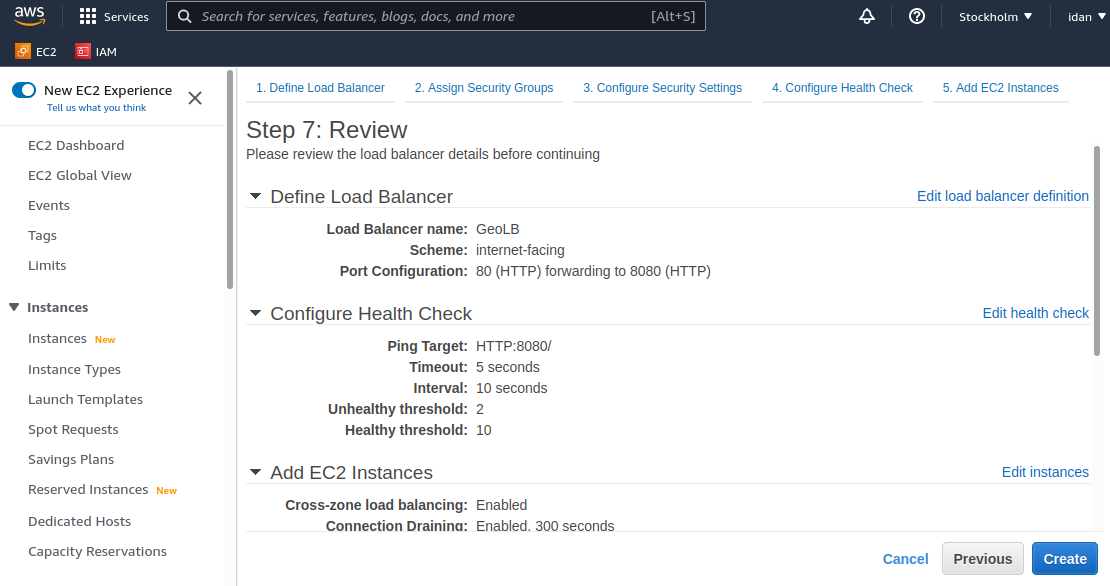 aws
Services
Search for services, features, blogs, docs, and more [Alt+S]
Stockholm
idan
EC2
IAM
New EC2 Experience
Tell us what you think
EC2 Dashboard
EC2 Global View
Events
Tags
Limits
Instances
Instances New
Instance Types
Launch Templates
Spot Requests
Savings Plans
Reserved Instances New
Dedicated Hosts
Capacity Reservations
1. Define Load Balancer 2. Assign Security Groups 3. Configure Security Settings 4. Configure Health Check 5. Add EC2 Instances
Step 7: Review
Please review the load balancer details before continuing
Define Load Balancer Edit load balancer definition
Load Balancer name: GeoLB
Scheme: internet-facing
Port Configuration: 80 (HTTP) forwarding to 8080 (HTTP)
Configure Health Check Edit health check
Ping Target: HTTP:8080/
Timeout: 5 seconds
Interval: 10 seconds
Unhealthy threshold: 2
Healthy threshold: 10
Add EC2 Instances Edit instances
Cross-zone load balancing: Enabled
Connection Draining: Enabled, 300 seconds
Cancel Previous Create